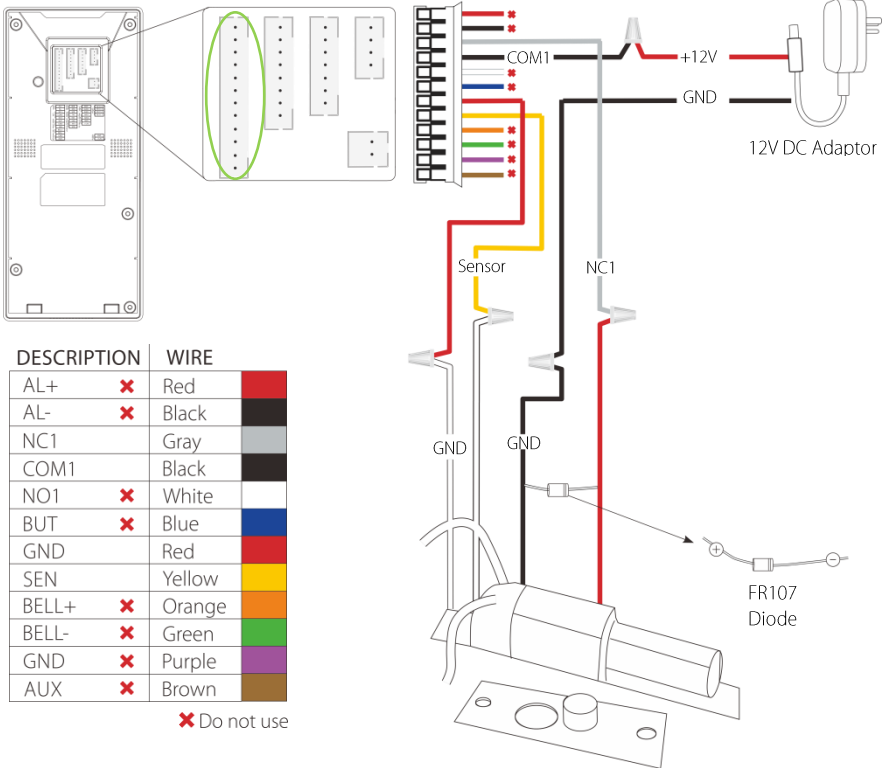 COM1
+12V
GND
12V DC Adaptor
Sensor
NC1
GND
GND
FR107
Diode
DESCRIPTION WIRE
AL+ ✖ Red
AL- ✖ Black
NC1 Gray
COM1 Black
NO1 ✖ White
BUT ✖ Blue
GND Red
SEN Yellow
BELL+ ✖ Orange
BELL- ✖ Green
GND ✖ Purple
AUX ✖ Brown
✖ Do not use